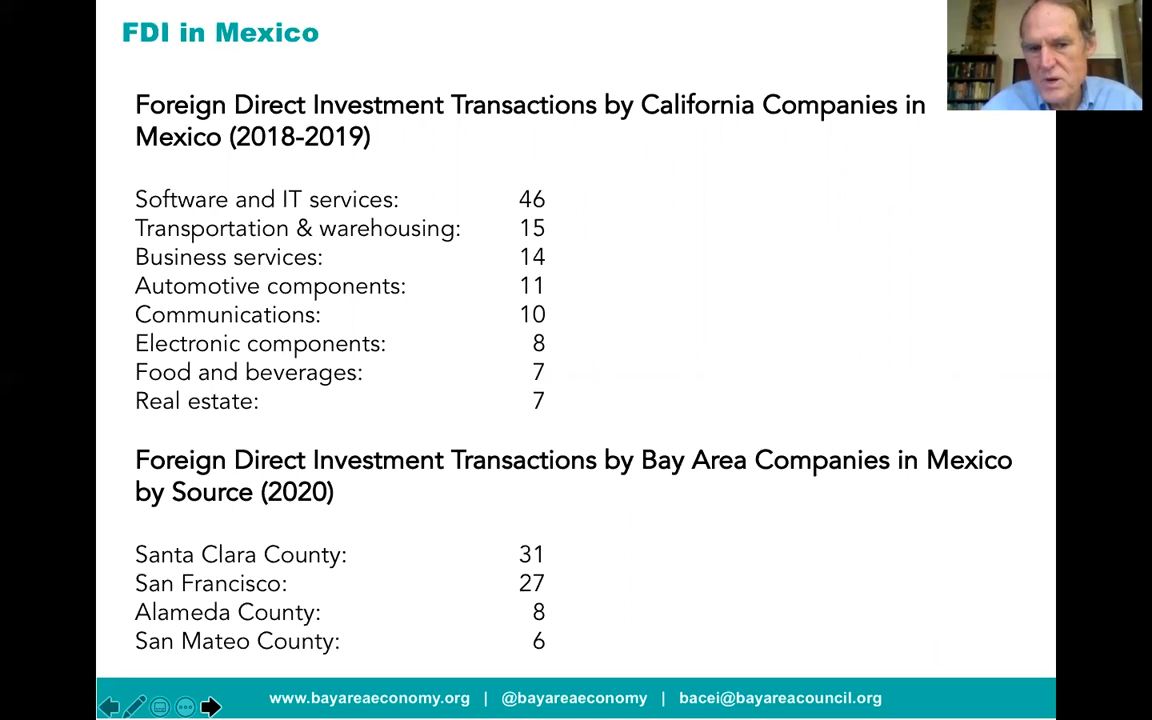 FDI in Mexico
Foreign Direct Investment Transactions by California Companies in
Mexico (2018-2019)
Software and IT services: 46
Transportation & warehousing: 15
Business services: 14
Automotive components: 11
Communications: 10
Electronic components: 8
Food and beverages: 7
Real estate: 7
Foreign Direct Investment Transactions by Bay Area Companies in Mexico
by Source (2020)
Santa Clara County: 31
San Francisco: 27
Alameda County: 8
San Mateo County: 6
www.bayareaeconomy.org | @bayareaeconomy | bacei@bayareacouncil.org